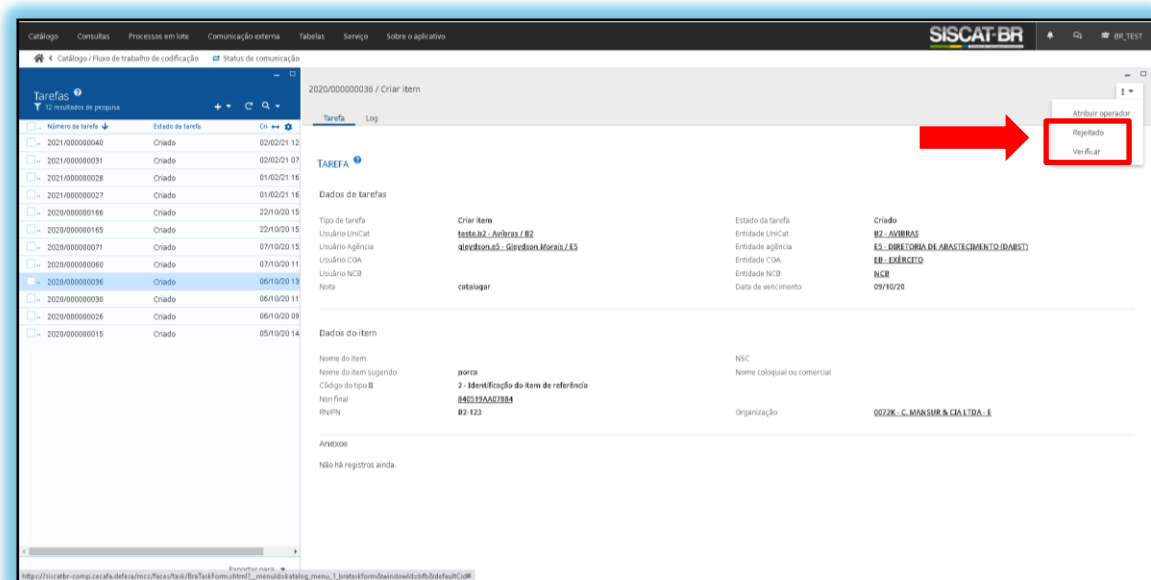 Catálogo Consultas Processos em lote Comunicação externa Tabelas Serviço Sobre o aplicativo SISCAT-BR BR_TEST
Catálogo / Fluxo de trabalho de codificação Status de comunicação
Tarefas
12 resultados de pesquisa
Número da tarefa Estado da tarefa Cri
2021/000000040 Criado 02/02/21 12
2021/000000031 Criado 02/02/21 07
2021/000000028 Criado 01/02/21 16
2021/000000027 Criado 01/02/21 16
2020/000000166 Criado 22/10/20 15
2020/000000165 Criado 22/10/20 15
2020/000000071 Criado 07/10/20 15
2020/000000060 Criado 07/10/20 11
2020/000000036 Criado 06/10/20 13
2020/000000030 Criado 06/10/20 11
2020/000000026 Criado 06/10/20 09
2020/000000015 Criado 05/10/20 14
Exportar para
2020/000000036 / Criar item
Atribuir operador
Rejeitado
Verificar
Tarefa Log
TAREFA
Dados de tarefas
Tipo de tarefa Criar item Estado da tarefa Criado
Usuário UniCat teste.b2 - Avibras / B2 Entidade UniCat B2 - AVIBRAS
Usuário Agência gleydson.e5 - Gleydson Morais / E5 Entidade agência E5 - DIRETORIA DE ABASTECIMENTO (DABST)
Usuário COA Entidade COA EB - EXÉRCITO
Usuário NCB Entidade NCB NCB
Nota catalogar Data de vencimento 09/10/20
Dados do item
Nome do item NSC
Nome do item sugerido porca Nome coloquial ou comercial
Código do tipo II 2 - Identificação do item de referência
Nsn final 840519AA07884
RN/PN B2-123 Organização 0072K - C. MANSUR & CIA LTDA - E
Anexos
Não há registros ainda.